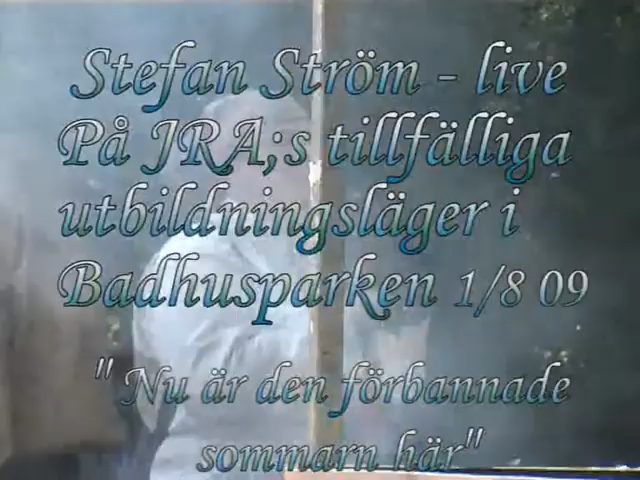 Stefan Ström - live
På JRA;s tillfälliga
utbildningsläger i
Badhusparken 1/8 09
" Nu är den förbannade
sommarn här"